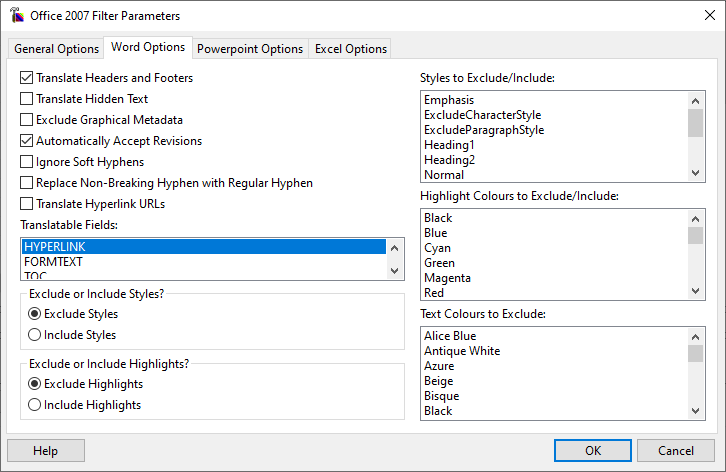 Office 2007 Filter Parameters
General Options
Word Options
Powerpoint Options
Excel Options
Translate Headers and Footers
Translate Hidden Text
Exclude Graphical Metadata
Automatically Accept Revisions
Ignore Soft Hyphens
Replace Non-Breaking Hyphen with Regular Hyphen
Translate Hyperlink URLs
Translatable Fields:
HYPERLINK
FORMTEXT
TOC
Exclude or Include Styles?
Exclude Styles
Include Styles
Exclude or Include Highlights?
Exclude Highlights
Include Highlights
Styles to Exclude/Include:
Emphasis
ExcludeCharacterStyle
ExcludeParagraphStyle
Heading1
Heading2
Normal
Highlight Colours to Exclude/Include:
Black
Blue
Cyan
Green
Magenta
Red
Text Colours to Exclude:
Alice Blue
Antique White
Azure
Beige
Bisque
Black
Help
OK
Cancel